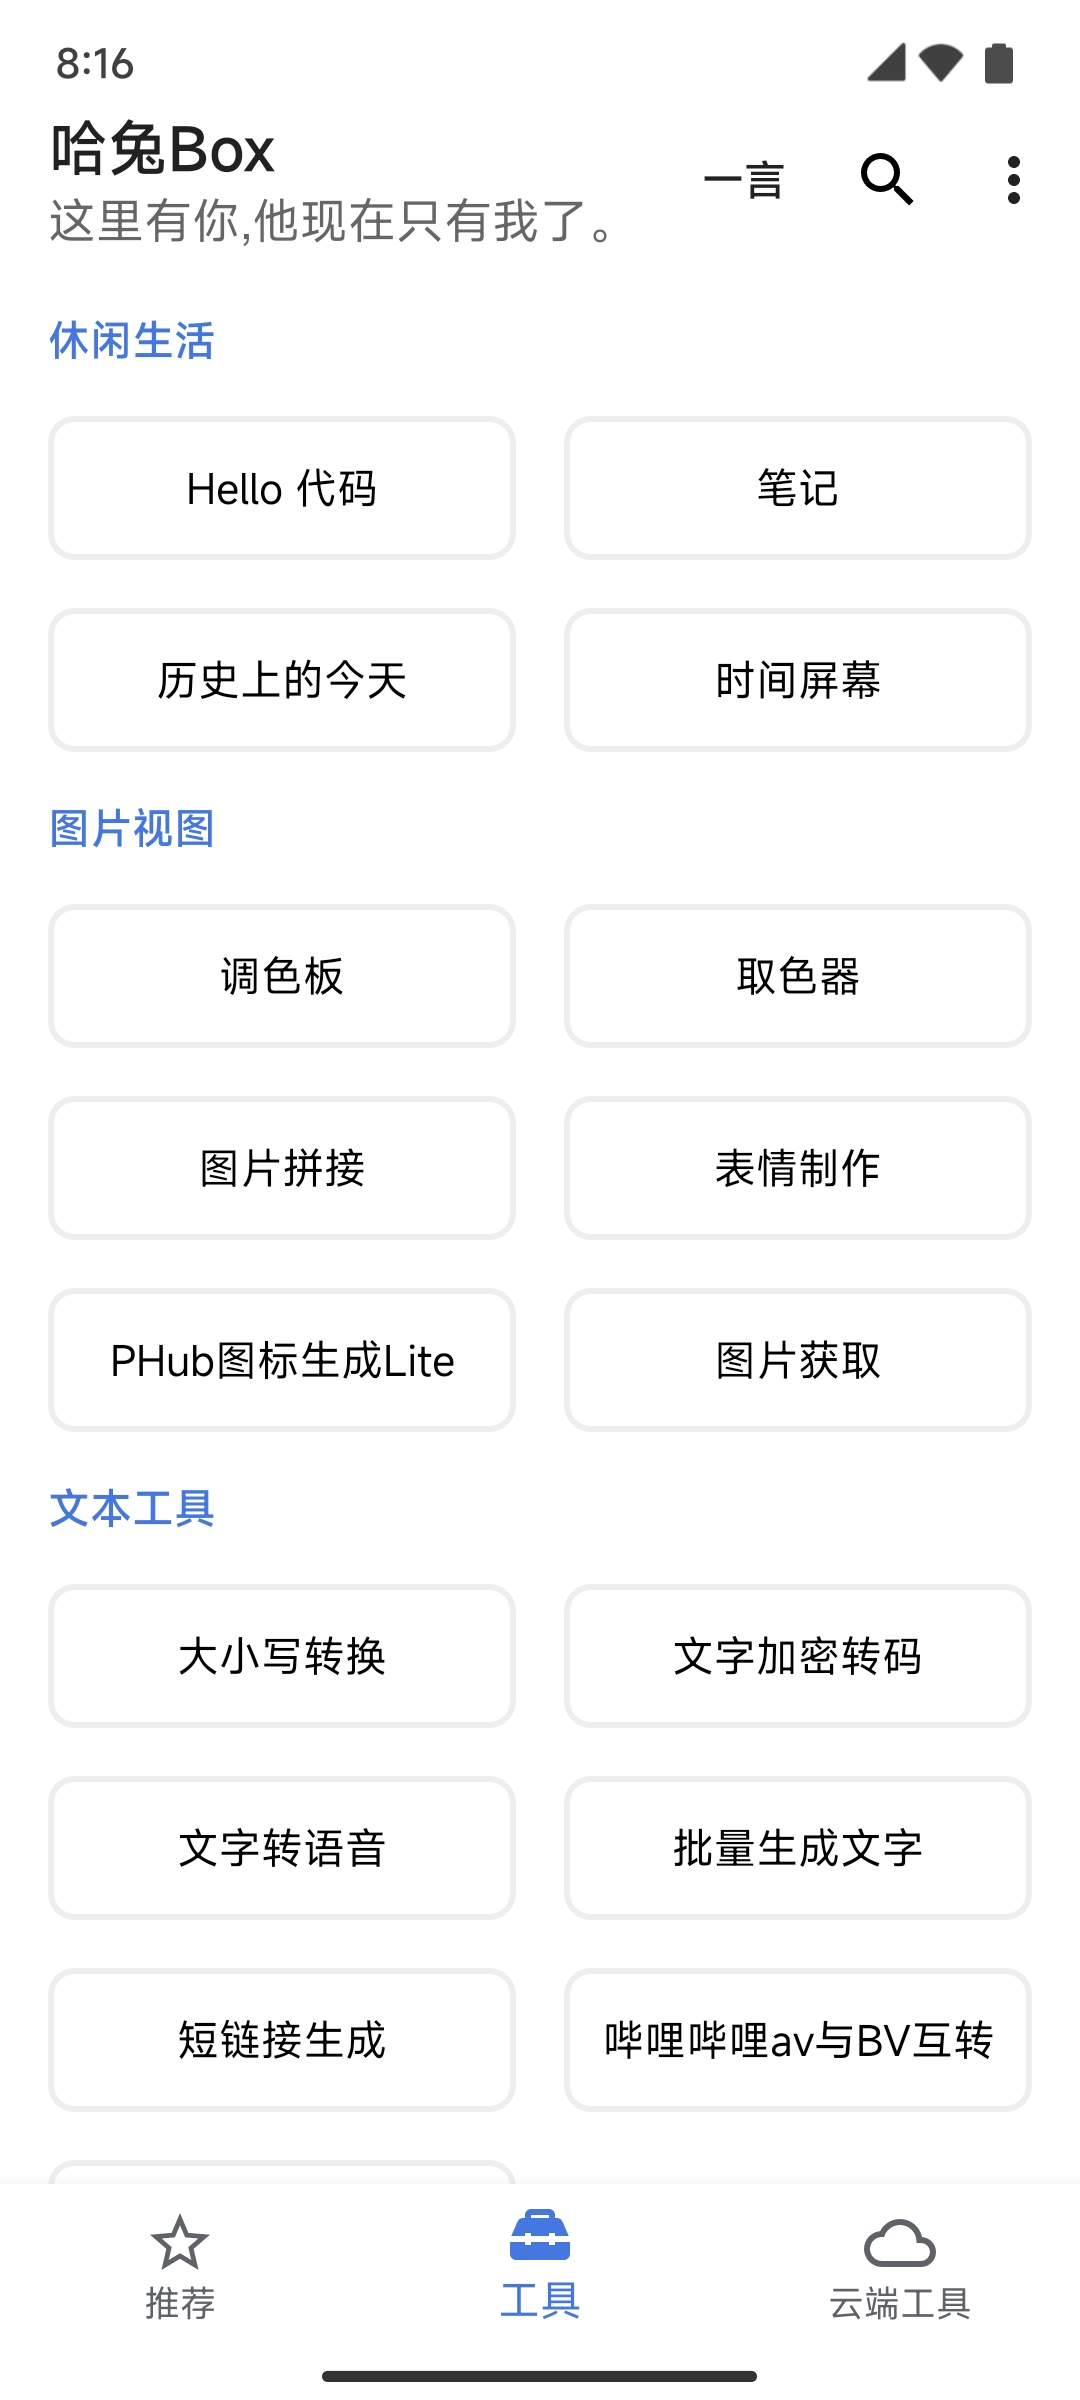 8:16
哈兔Box
一言
这里有你,他现在只有我了。
休闲生活
Hello 代码
笔记
历史上的今天
时间屏幕
图片视图
调色板
取色器
图片拼接
表情制作
PHub图标生成Lite
图片获取
文本工具
大小写转换
文字加密转码
文字转语音
批量生成文字
短链接生成
哔哩哔哩av与BV互转
推荐
工具
云端工具